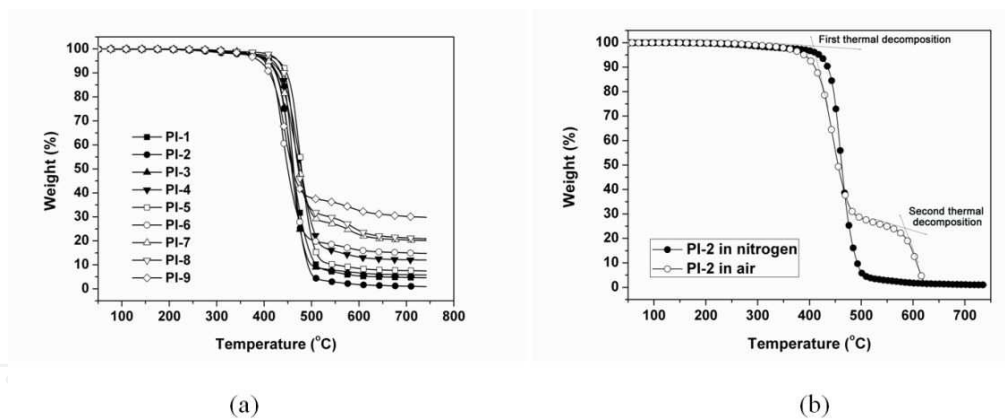 100
90
80
70
60
50
40
30
20
10
0
Weight (%)
PI-1
PI-2
PI-3
PI-4
PI-5
PI-6
PI-7
PI-8
PI-9
100 200 300 400 500 600 700 800
Temperature (°C)
(a)
100
90
80
70
60
50
40
30
20
10
0
Weight (%)
First thermal decomposition
Second thermal
decomposition
PI-2 in nitrogen
PI-2 in air
100 200 300 400 500 600 700
Temperature (°C)
(b)